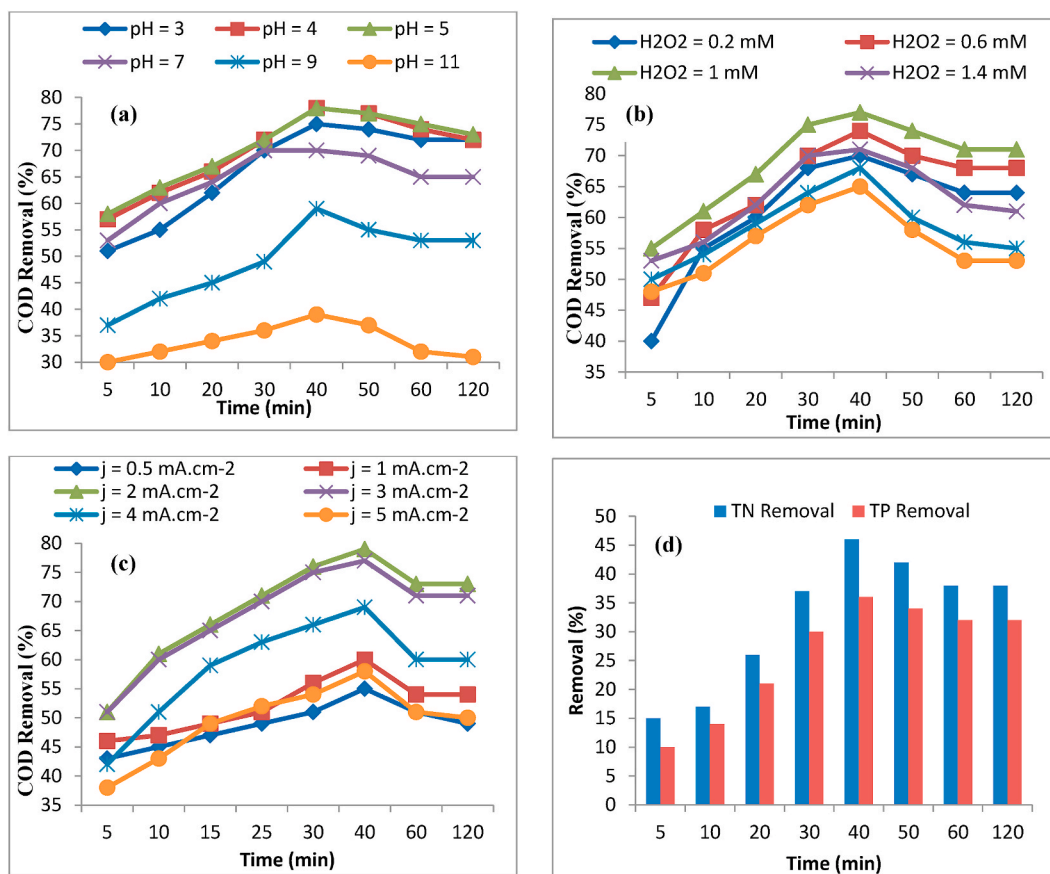 pH = 3 pH = 4 pH = 5
pH = 7 pH = 9 pH = 11
(a)
COD Removal (%)
80
75
70
65
60
55
50
45
40
35
30
5 10 20 30 40 50 60 120
Time (min)
H2O2 = 0.2 mM H2O2 = 0.6 mM
H2O2 = 1 mM H2O2 = 1.4 mM
(b)
COD Removal (%)
80
75
70
65
60
55
50
45
40
35
5 10 20 30 40 50 60 120
Time (min)
j = 0.5 mA.cm-2 j = 1 mA.cm-2
j = 2 mA.cm-2 j = 3 mA.cm-2
j = 4 mA.cm-2 j = 5 mA.cm-2
(c)
COD Removal (%)
80
75
70
65
60
55
50
45
40
35
5 10 15 25 30 40 60 120
Time (min)
TN Removal TP Removal
(d)
Removal (%)
50
45
40
35
30
25
20
15
10
5
0
5 10 20 30 40 50 60 120
Time (min)